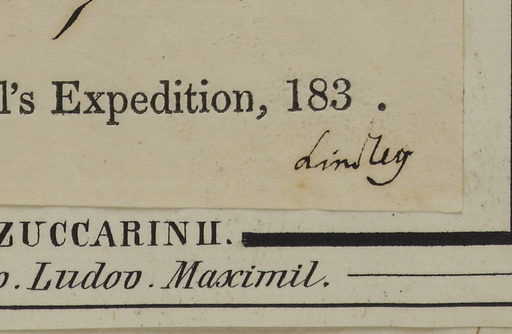 l's Expedition, 183 .
Lindley
ZUCCARINII.
o. Ludov. Maximil.